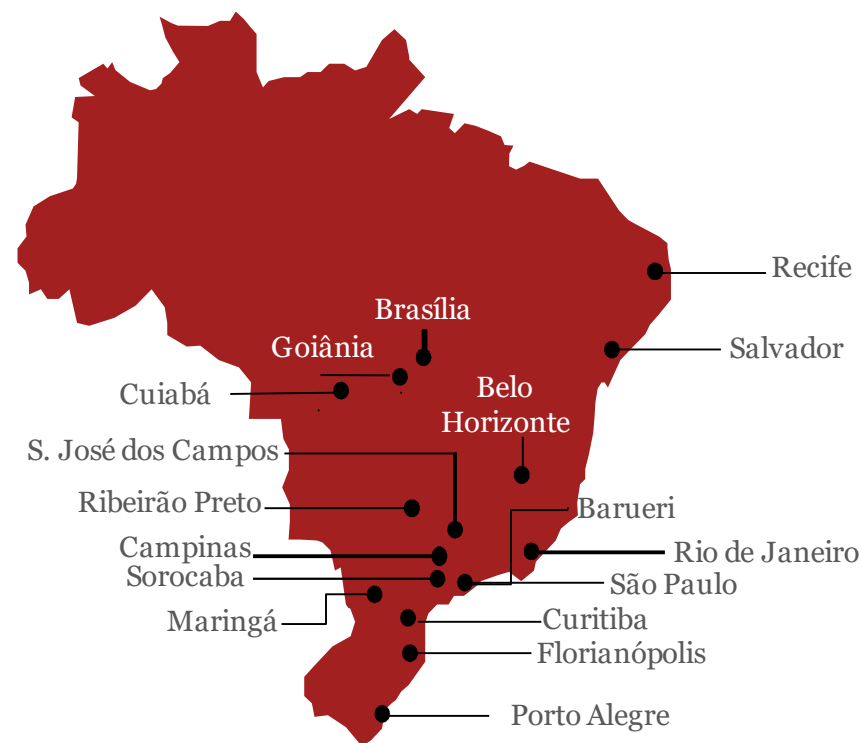 Recife
Brasília
Goiânia
Salvador
Cuiabá
Belo
Horizonte
S. José dos Campos
Ribeirão Preto
Barueri
Campinas
Rio de Janeiro
Sorocaba
São Paulo
Maringá
Curitiba
Florianópolis
Porto Alegre